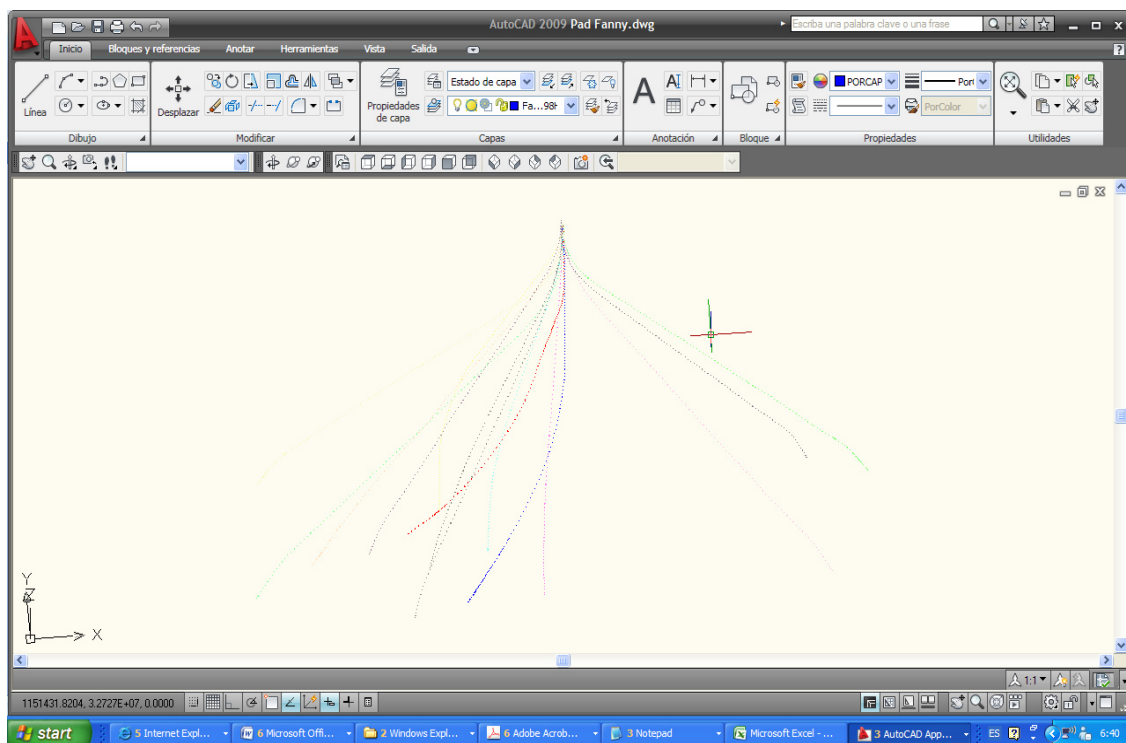 AutoCAD 2009 Pad Fanny.dwg
Escriba una palabra clave o una frase
Inicio Bloques y referencias Anotar Herramientas Vista Salida
Línea
Desplazar
Propiedades de capa
Estado de capa
Fa...98
PORCAP
PorColor
Dibujo Modificar Capas Anotación Bloque Propiedades Utilidades
Y
Z
X
1:1
1151431.8204, 3.2727E+07, 0.0000
start 5 Internet Expl... 6 Microsoft Offi... 2 Windows Expl... 6 Adobe Acrob... 3 Notepad Microsoft Excel - ... 3 AutoCAD App... ES 6:40